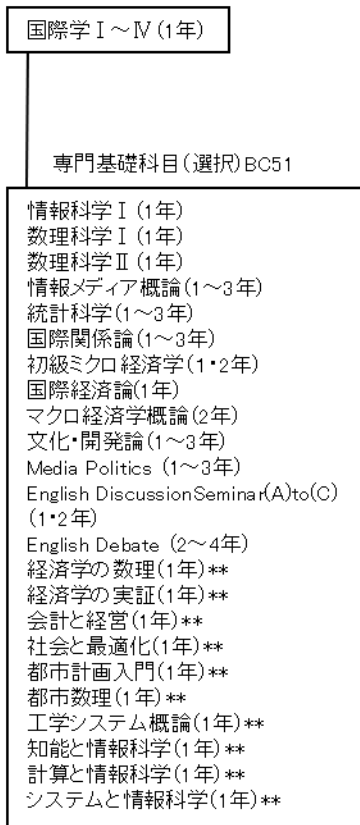 国際学Ⅰ～Ⅳ(1年)
専門基礎科目(選択)BC51
情報科学Ⅰ(1年)
数理科学Ⅰ(1年)
数理科学Ⅱ(1年)
情報メディア概論(1～3年)
統計科学(1～3年)
国際関係論(1～3年)
初級ミクロ経済学(1・2年)
国際経済論(1年)
マクロ経済学概論(2年)
文化・開発論(1～3年)
Media Politics (1～3年)
English DiscussionSeminar(A)to(C)
(1・2年)
English Debate (2～4年)
経済学の数理(1年)**
経済学の実証(1年)**
会計と経営(1年)**
社会と最適化(1年)**
都市計画入門(1年)**
都市数理(1年)**
工学システム概論(1年)**
知能と情報科学(1年)**
計算と情報科学(1年)**
システムと情報科学(1年)**